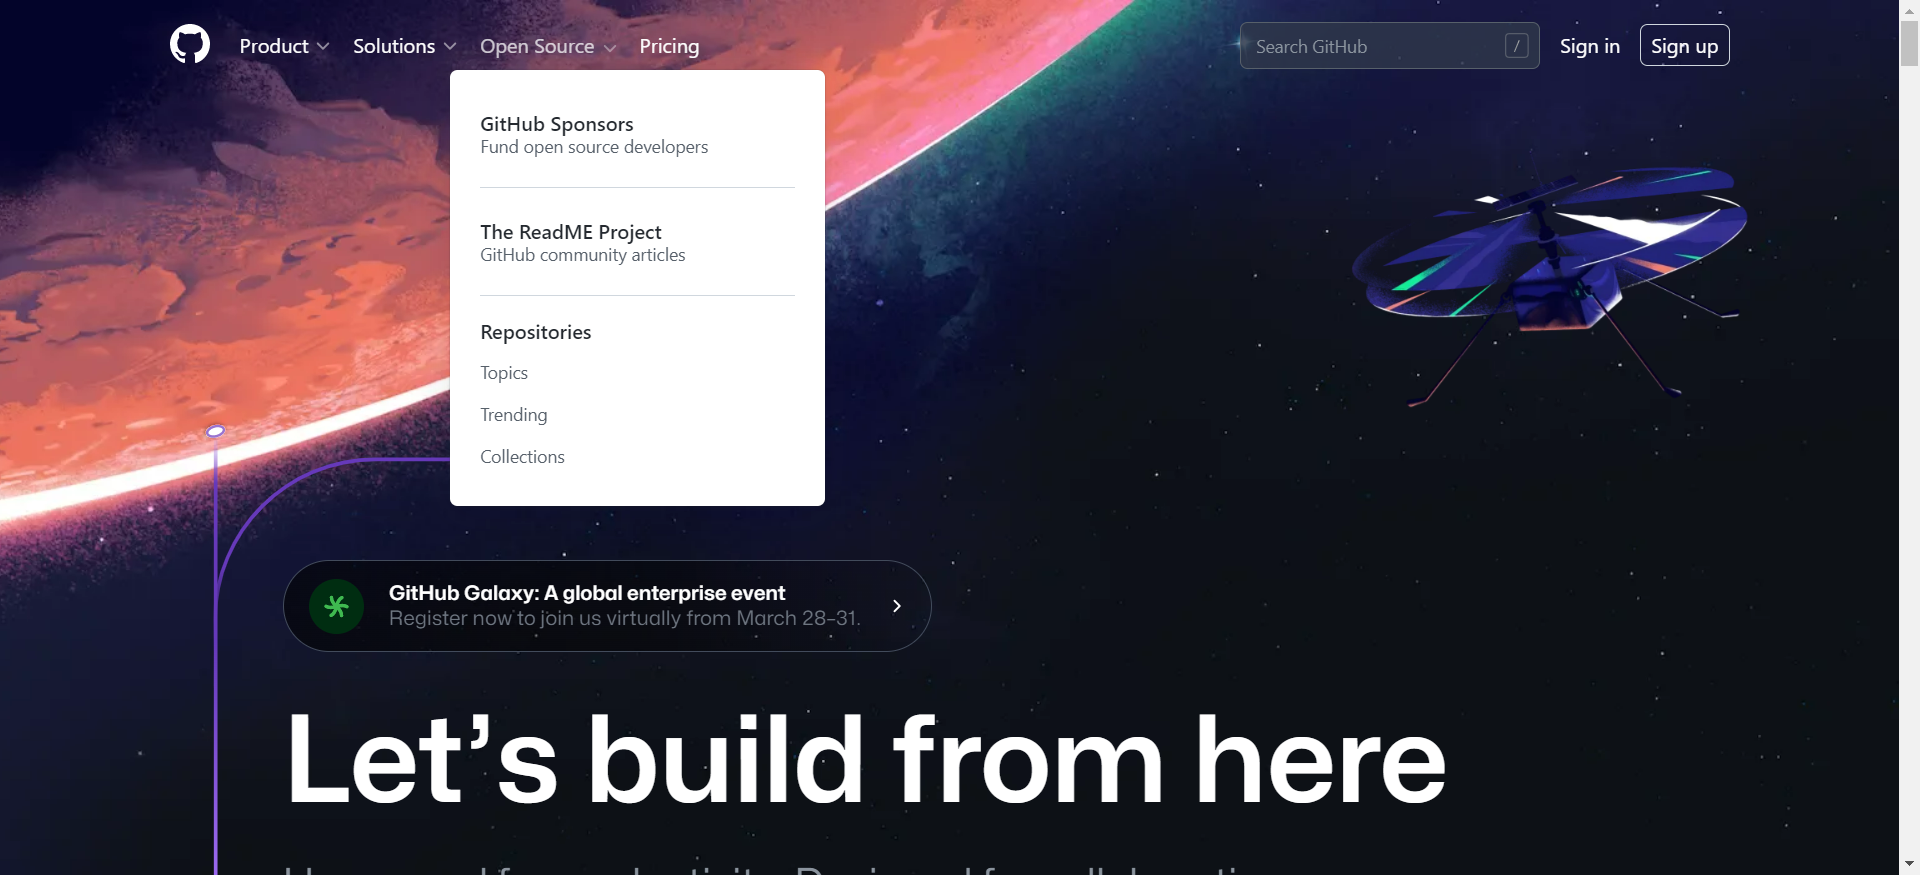 Product
Solutions
Open Source
Pricing
Search GitHub
/
Sign in
Sign up
GitHub Sponsors
Fund open source developers
The ReadME Project
GitHub community articles
Repositories
Topics
Trending
Collections
GitHub Galaxy: A global enterprise event
Register now to join us virtually from March 28–31.
Let’s build from here